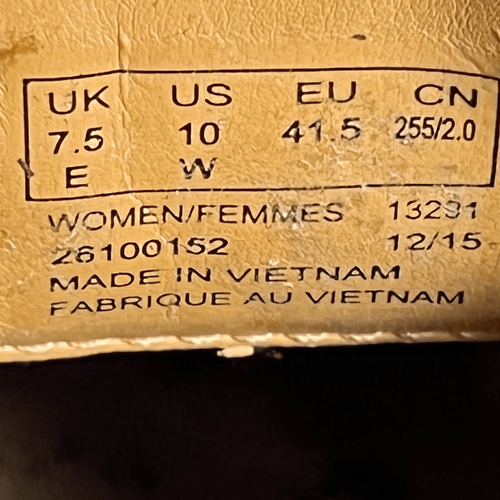 UK US EU CN
7.5 10 41.5 255/2.0
E W
WOMEN/FEMMES 13291
26100152 12/15
MADE IN VIETNAM
FABRIQUE AU VIETNAM